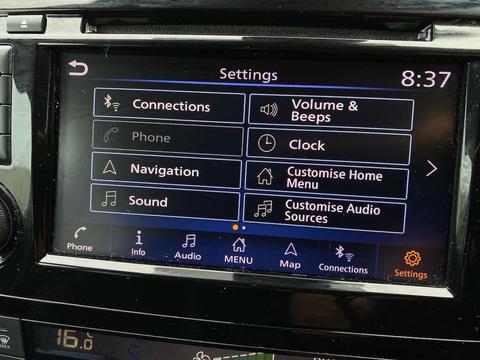 Settings
8:37
Connections
Volume &
Beeps
Phone
Clock
Navigation
Customise Home
Menu
Sound
Customise Audio
Sources
Phone
Info
Audio
MENU
Map
Connections
Settings
16.0
°C
MAX